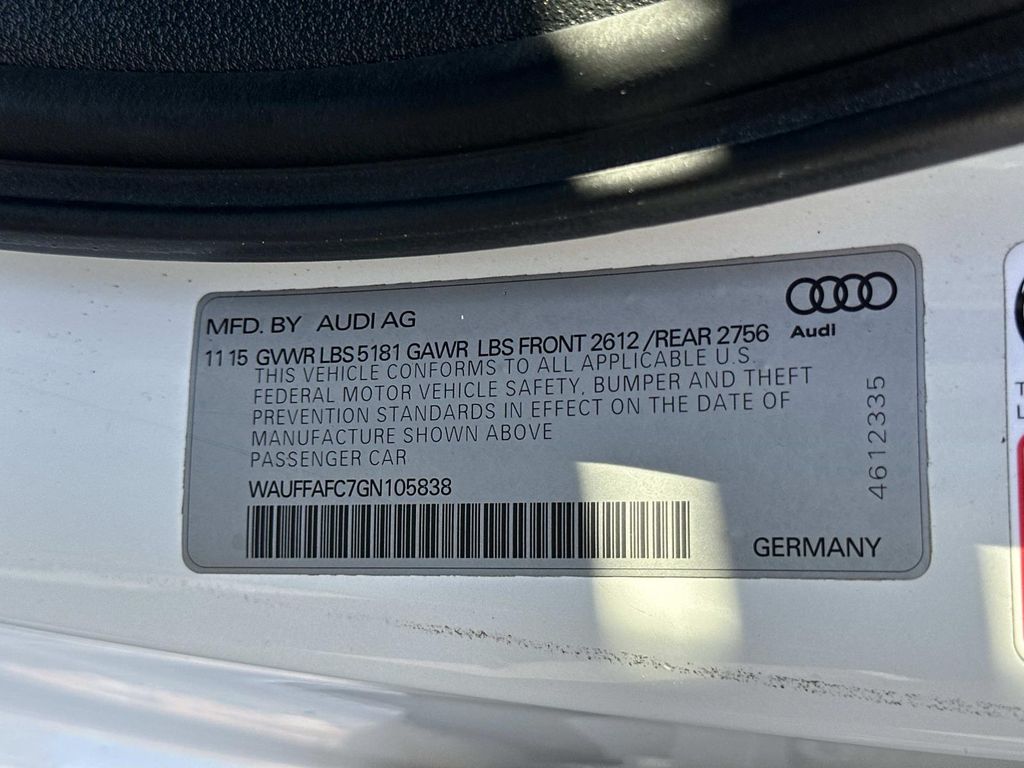 MFD. BY AUDI AG
Audi
11 15 GVWR LBS 5181 GAWR LBS FRONT 2612 /REAR 2756
THIS VEHICLE CONFORMS TO ALL APPLICABLE U.S.
FEDERAL MOTOR VEHICLE SAFETY, BUMPER AND THEFT
PREVENTION STANDARDS IN EFFECT ON THE DATE OF
MANUFACTURE SHOWN ABOVE
PASSENGER CAR
WAUFFAFC7GN105838
4612335
GERMANY